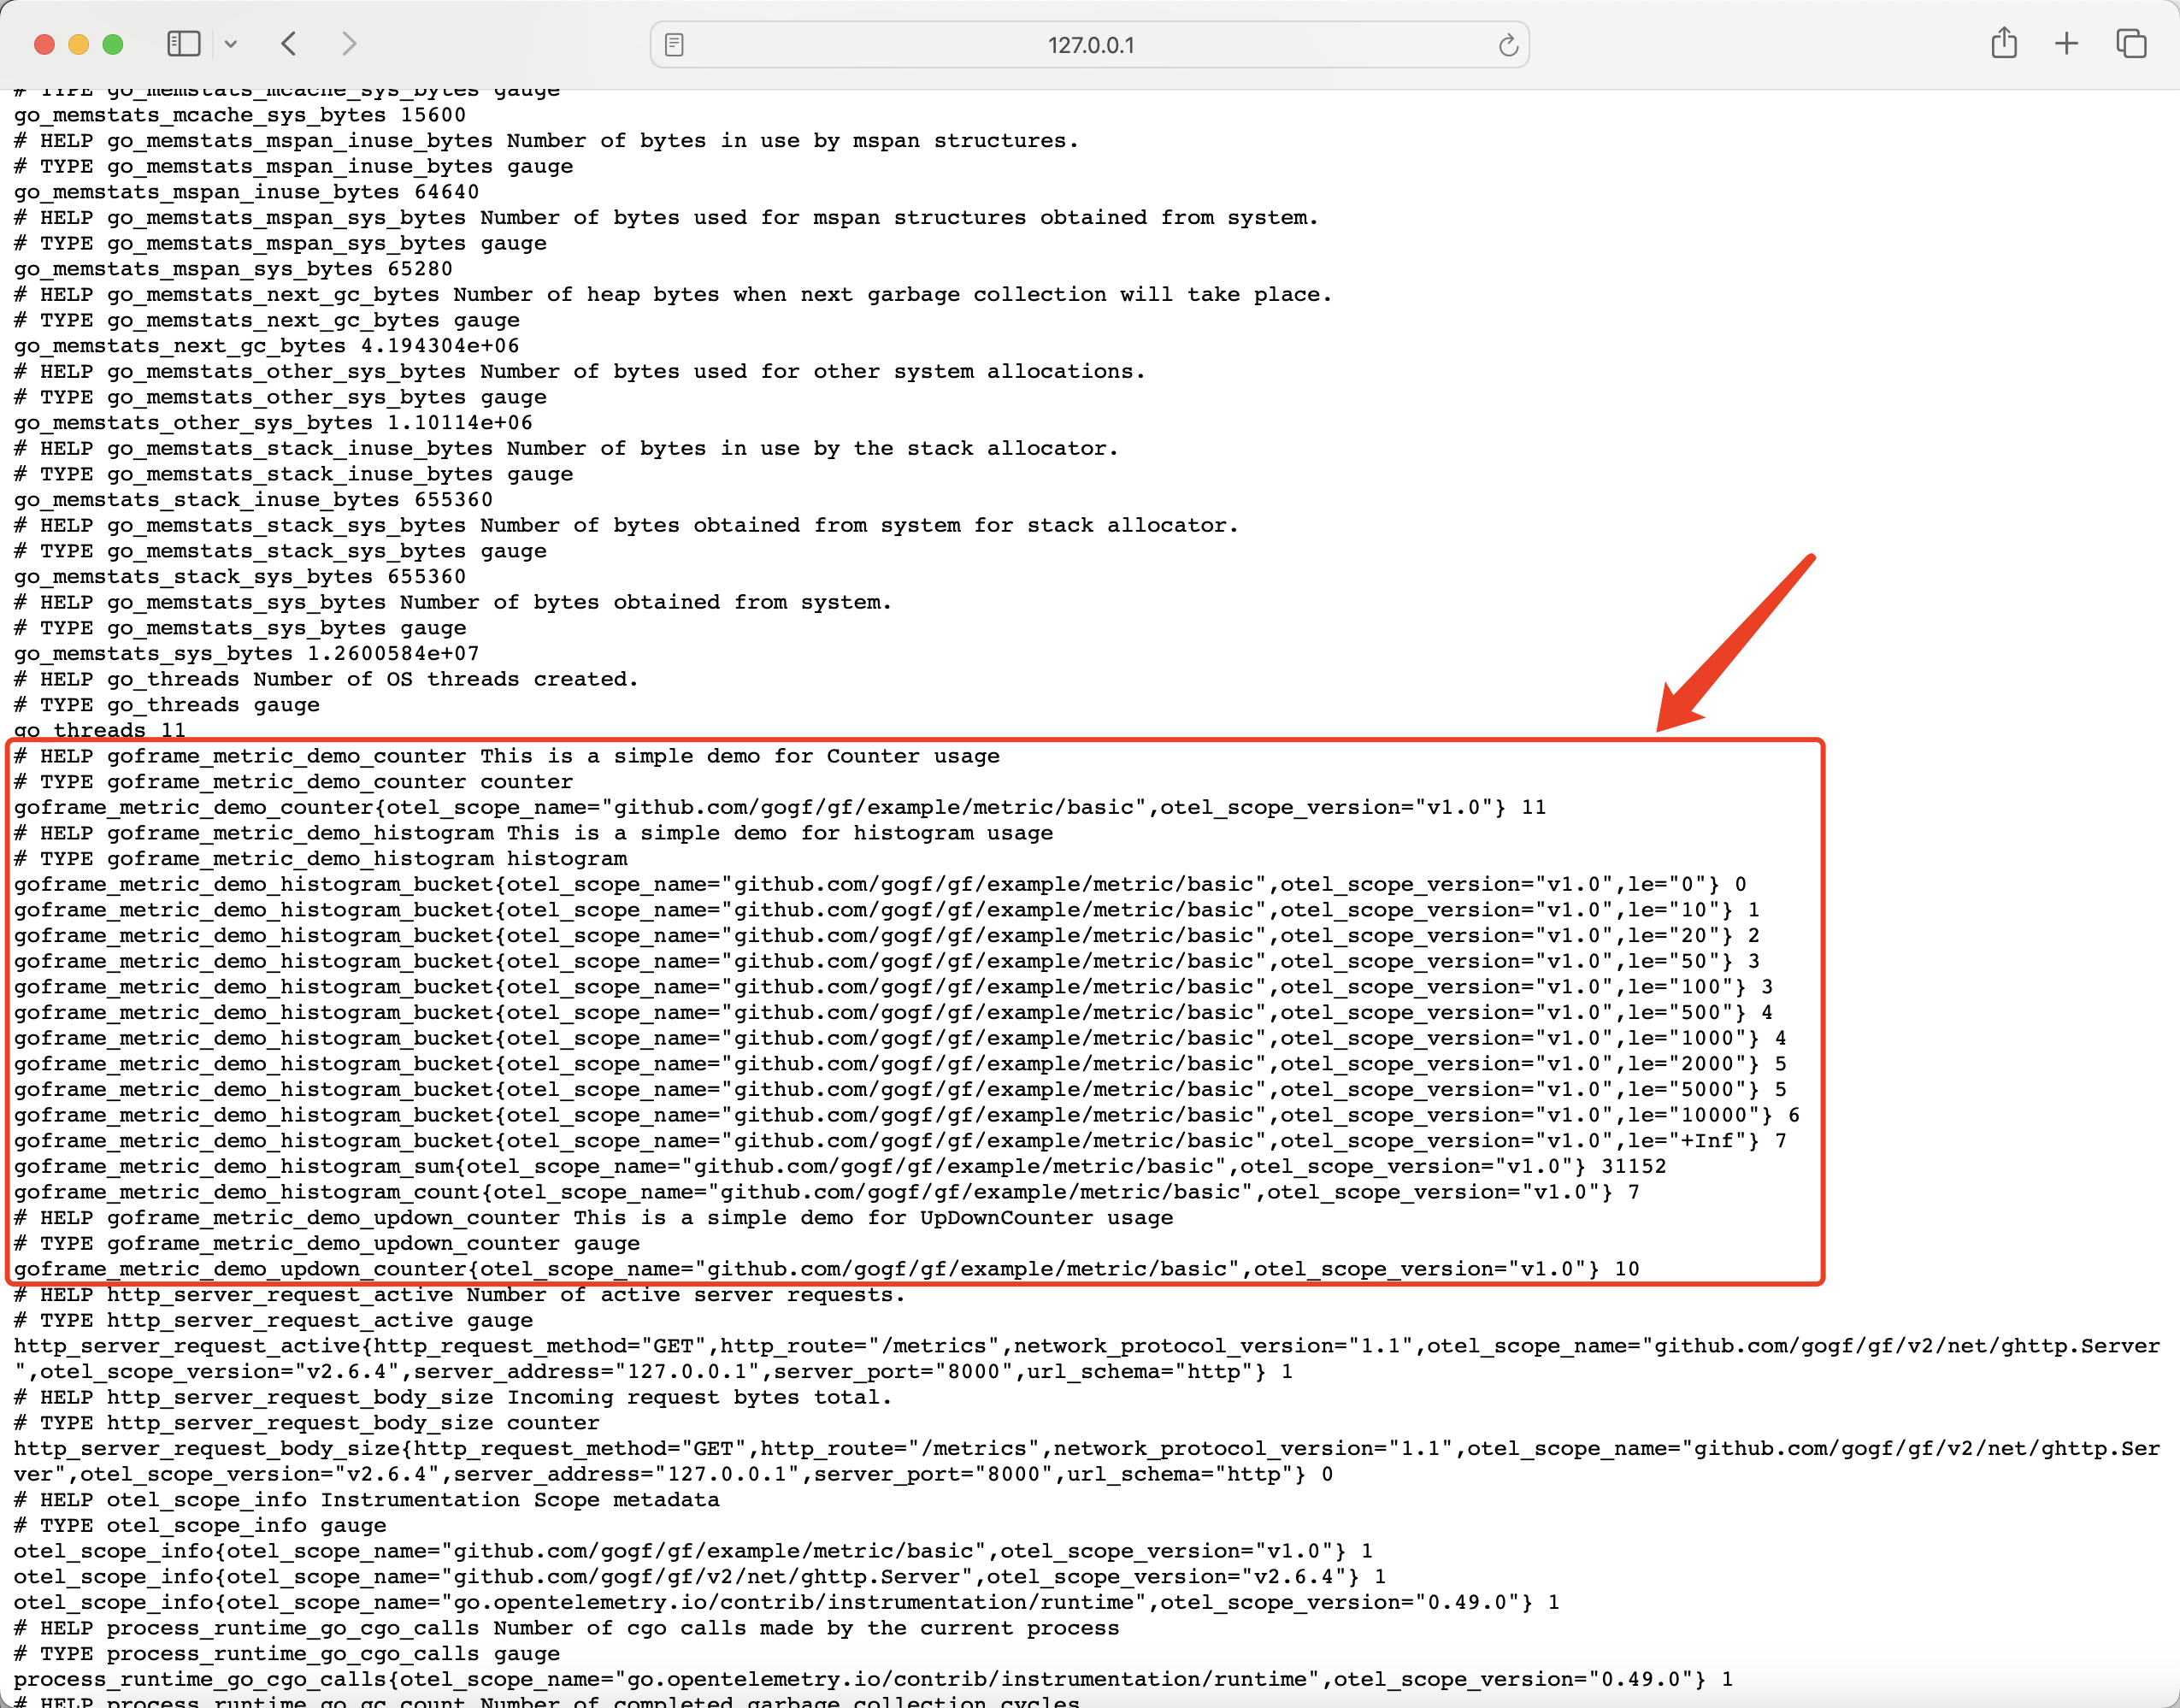 127.0.0.1
# TYPE go_memstats_mcache_sys_bytes gauge
go_memstats_mcache_sys_bytes 15600
# HELP go_memstats_mspan_inuse_bytes Number of bytes in use by mspan structures.
# TYPE go_memstats_mspan_inuse_bytes gauge
go_memstats_mspan_inuse_bytes 64640
# HELP go_memstats_mspan_sys_bytes Number of bytes used for mspan structures obtained from system.
# TYPE go_memstats_mspan_sys_bytes gauge
go_memstats_mspan_sys_bytes 65280
# HELP go_memstats_next_gc_bytes Number of heap bytes when next garbage collection will take place.
# TYPE go_memstats_next_gc_bytes gauge
go_memstats_next_gc_bytes 4.194304e+06
# HELP go_memstats_other_sys_bytes Number of bytes used for other system allocations.
# TYPE go_memstats_other_sys_bytes gauge
go_memstats_other_sys_bytes 1.10114e+06
# HELP go_memstats_stack_inuse_bytes Number of bytes in use by the stack allocator.
# TYPE go_memstats_stack_inuse_bytes gauge
go_memstats_stack_inuse_bytes 655360
# HELP go_memstats_stack_sys_bytes Number of bytes obtained from system for stack allocator.
# TYPE go_memstats_stack_sys_bytes gauge
go_memstats_stack_sys_bytes 655360
# HELP go_memstats_sys_bytes Number of bytes obtained from system.
# TYPE go_memstats_sys_bytes gauge
go_memstats_sys_bytes 1.2600584e+07
# HELP go_threads Number of OS threads created.
# TYPE go_threads gauge
go_threads 11
# HELP goframe_metric_demo_counter This is a simple demo for Counter usage
# TYPE goframe_metric_demo_counter counter
goframe_metric_demo_counter{otel_scope_name="github.com/gogf/gf/example/metric/basic",otel_scope_version="v1.0"} 11
# HELP goframe_metric_demo_histogram This is a simple demo for histogram usage
# TYPE goframe_metric_demo_histogram histogram
goframe_metric_demo_histogram_bucket{otel_scope_name="github.com/gogf/gf/example/metric/basic",otel_scope_version="v1.0",le="0"} 0
goframe_metric_demo_histogram_bucket{otel_scope_name="github.com/gogf/gf/example/metric/basic",otel_scope_version="v1.0",le="10"} 1
goframe_metric_demo_histogram_bucket{otel_scope_name="github.com/gogf/gf/example/metric/basic",otel_scope_version="v1.0",le="20"} 2
goframe_metric_demo_histogram_bucket{otel_scope_name="github.com/gogf/gf/example/metric/basic",otel_scope_version="v1.0",le="50"} 3
goframe_metric_demo_histogram_bucket{otel_scope_name="github.com/gogf/gf/example/metric/basic",otel_scope_version="v1.0",le="100"} 3
goframe_metric_demo_histogram_bucket{otel_scope_name="github.com/gogf/gf/example/metric/basic",otel_scope_version="v1.0",le="500"} 4
goframe_metric_demo_histogram_bucket{otel_scope_name="github.com/gogf/gf/example/metric/basic",otel_scope_version="v1.0",le="1000"} 4
goframe_metric_demo_histogram_bucket{otel_scope_name="github.com/gogf/gf/example/metric/basic",otel_scope_version="v1.0",le="2000"} 5
goframe_metric_demo_histogram_bucket{otel_scope_name="github.com/gogf/gf/example/metric/basic",otel_scope_version="v1.0",le="5000"} 5
goframe_metric_demo_histogram_bucket{otel_scope_name="github.com/gogf/gf/example/metric/basic",otel_scope_version="v1.0",le="10000"} 6
goframe_metric_demo_histogram_bucket{otel_scope_name="github.com/gogf/gf/example/metric/basic",otel_scope_version="v1.0",le="+Inf"} 7
goframe_metric_demo_histogram_sum{otel_scope_name="github.com/gogf/gf/example/metric/basic",otel_scope_version="v1.0"} 31152
goframe_metric_demo_histogram_count{otel_scope_name="github.com/gogf/gf/example/metric/basic",otel_scope_version="v1.0"} 7
# HELP goframe_metric_demo_updown_counter This is a simple demo for UpDownCounter usage
# TYPE goframe_metric_demo_updown_counter gauge
goframe_metric_demo_updown_counter{otel_scope_name="github.com/gogf/gf/example/metric/basic",otel_scope_version="v1.0"} 10
# HELP http_server_request_active Number of active server requests.
# TYPE http_server_request_active gauge
http_server_request_active{http_request_method="GET",http_route="/metrics",network_protocol_version="1.1",otel_scope_name="github.com/gogf/gf/v2/net/ghttp.Server
",otel_scope_version="v2.6.4",server_address="127.0.0.1",server_port="8000",url_schema="http"} 1
# HELP http_server_request_body_size Incoming request bytes total.
# TYPE http_server_request_body_size counter
http_server_request_body_size{http_request_method="GET",http_route="/metrics",network_protocol_version="1.1",otel_scope_name="github.com/gogf/gf/v2/net/ghttp.Ser
ver",otel_scope_version="v2.6.4",server_address="127.0.0.1",server_port="8000",url_schema="http"} 0
# HELP otel_scope_info Instrumentation Scope metadata
# TYPE otel_scope_info gauge
otel_scope_info{otel_scope_name="github.com/gogf/gf/example/metric/basic",otel_scope_version="v1.0"} 1
otel_scope_info{otel_scope_name="github.com/gogf/gf/v2/net/ghttp.Server",otel_scope_version="v2.6.4"} 1
otel_scope_info{otel_scope_name="go.opentelemetry.io/contrib/instrumentation/runtime",otel_scope_version="0.49.0"} 1
# HELP process_runtime_go_cgo_calls Number of cgo calls made by the current process
# TYPE process_runtime_go_cgo_calls gauge
process_runtime_go_cgo_calls{otel_scope_name="go.opentelemetry.io/contrib/instrumentation/runtime",otel_scope_version="0.49.0"} 1
# HELP process_runtime_go_gc_count Number of completed garbage collection cycles